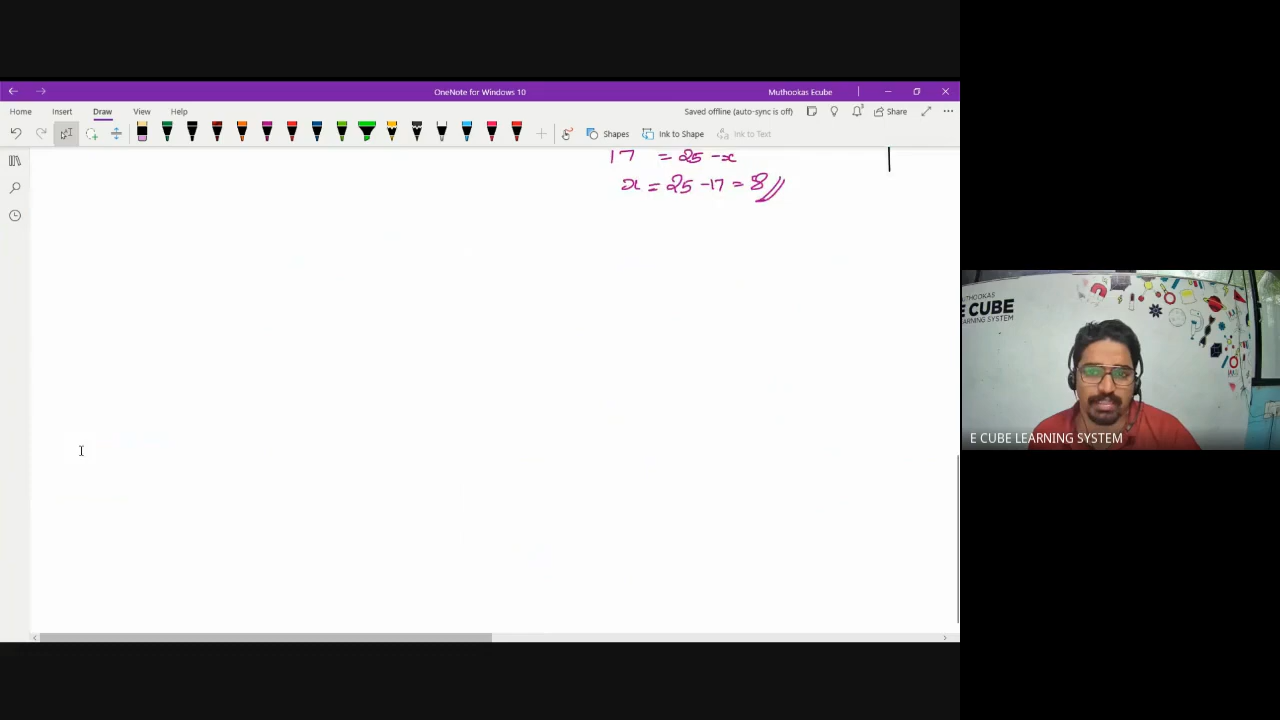 OneNote for Windows 10
Muthookas Ecube
Home Insert Draw View Help
Saved offline (auto-sync is off)
Share
Shapes
Ink to Shape
Ink to Text
17 = 25 - x
x = 25 - 17 = 8//
MUTHOOKAS
E CUBE
LEARNING SYSTEM
E CUBE LEARNING SYSTEM